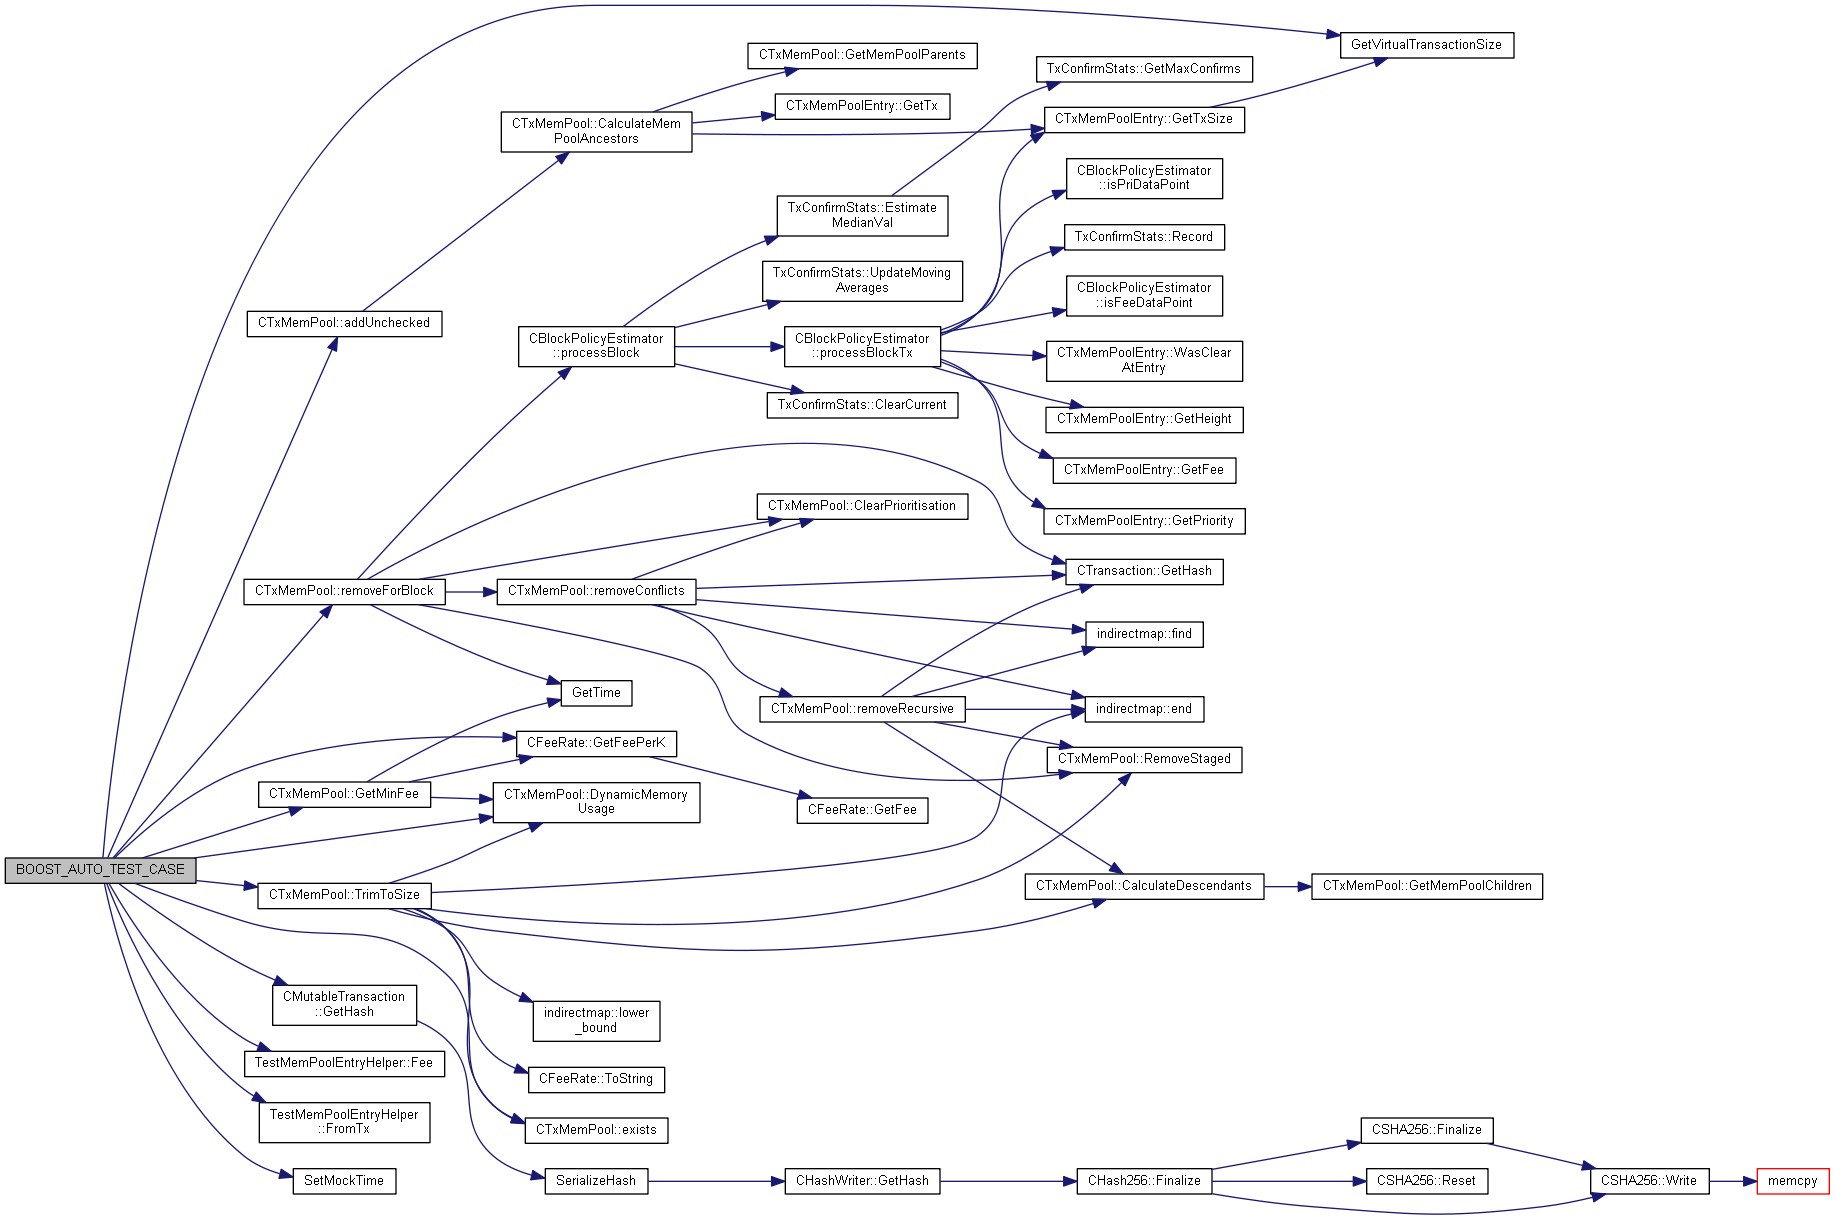 GetVirtualTransactionSize
CTxMemPool::GetMemPoolParents
TxConfirmStats::GetMaxConfirms
CTxMemPoolEntry::GetTx
CTxMemPool::CalculateMem
PoolAncestors
CTxMemPoolEntry::GetTxSize
CBlockPolicyEstimator
::isPriDataPoint
TxConfirmStats::Estimate
MedianVal
TxConfirmStats::Record
TxConfirmStats::UpdateMoving
Averages
CBlockPolicyEstimator
::isFeeDataPoint
CTxMemPool::addUnchecked
CBlockPolicyEstimator
::processBlock
CBlockPolicyEstimator
::processBlockTx
CTxMemPoolEntry::WasClear
AtEntry
TxConfirmStats::ClearCurrent
CTxMemPoolEntry::GetHeight
CTxMemPoolEntry::GetFee
CTxMemPool::ClearPrioritisation
CTxMemPoolEntry::GetPriority
CTransaction::GetHash
CTxMemPool::removeForBlock
CTxMemPool::removeConflicts
indirectmap::find
GetTime
CTxMemPool::removeRecursive
indirectmap::end
CFeeRate::GetFeePerK
CTxMemPool::RemoveStaged
CTxMemPool::GetMinFee
CTxMemPool::DynamicMemory
Usage
CFeeRate::GetFee
BOOST_AUTO_TEST_CASE
CTxMemPool::TrimToSize
CTxMemPool::CalculateDescendants
CTxMemPool::GetMemPoolChildren
CMutableTransaction
::GetHash
indirectmap::lower
_bound
TestMemPoolEntryHelper::Fee
CFeeRate::ToString
TestMemPoolEntryHelper
::FromTx
CTxMemPool::exists
CSHA256::Finalize
SetMockTime
SerializeHash
CHashWriter::GetHash
CHash256::Finalize
CSHA256::Reset
CSHA256::Write
memcpy